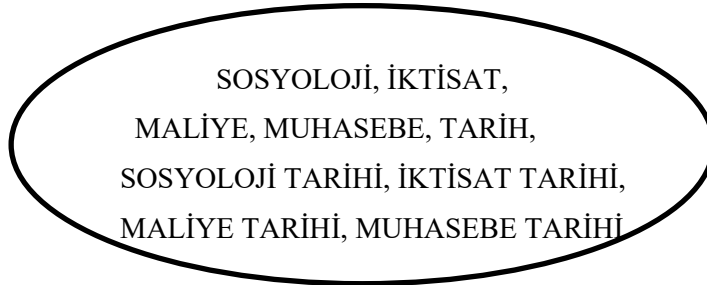 SOSYOLOJİ, İKTİSAT,
MALİYE, MUHASEBE, TARİH,
SOSYOLOJİ TARİHİ, İKTİSAT TARİHİ,
MALİYE TARİHİ, MUHASEBE TARİHİ